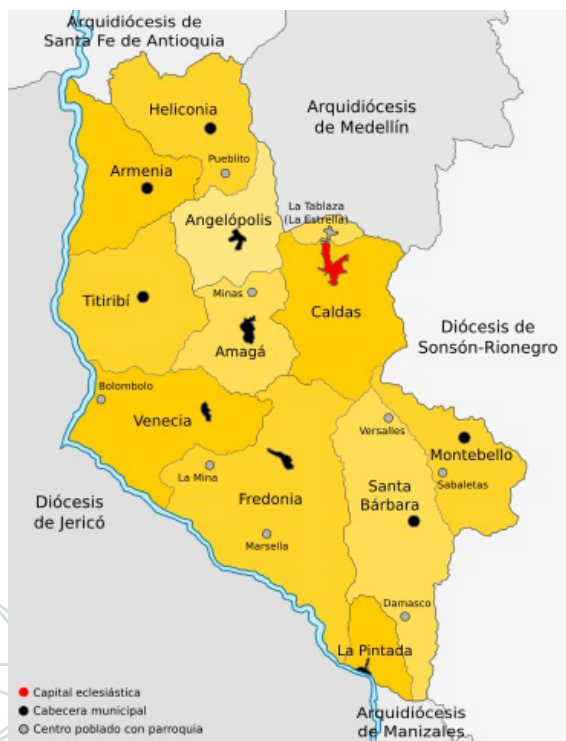 Arquidiócesis de
Santa Fe de Antioquia
Heliconia
Arquidiócesis
de Medellín
Pueblito
Armenia
La Tablaza
(La Estrella)
Angelópolis
Minas
Titiribí
Caldas
Diócesis de
Sonsón-Rionegro
Amagá
Bolombolo
Venecia
Versalles
Montebello
La Mina
Sabaletas
Fredonia
Santa
Bárbara
Diócesis
de Jericó
Marsella
Damasco
La Pintada
Capital eclesiástica
Cabecera municipal
Centro poblado con parroquia
Arquidiócesis
de Manizales